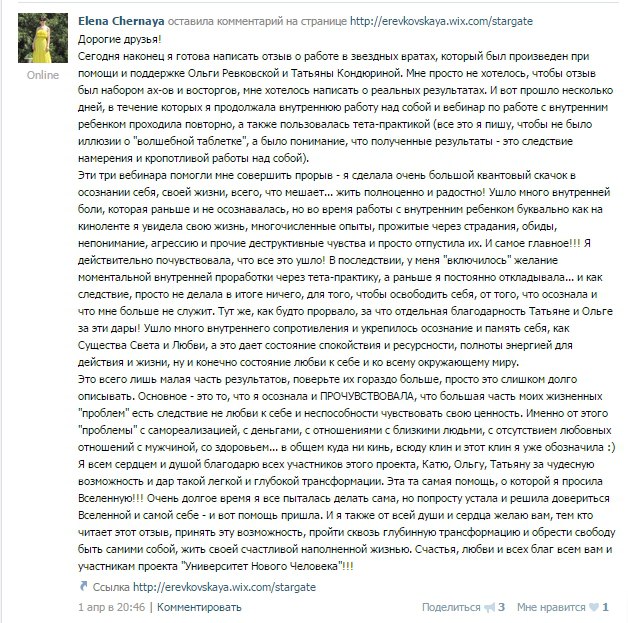 Elena Chernaya оставила комментарий на странице http://erevkovskaya.wix.com/stargate
Online
Дорогие друзья!
Сегодня наконец я готова написать отзыв о работе в звездных вратах, который был произведен при
помощи и поддержке Ольги Ревковской и Татьяны Кондюриной. Мне просто не хотелось, чтобы отзыв
был набором ах-ов и восторгов, мне хотелось написать о реальных результатах. И вот прошло несколько
дней, в течение которых я продолжала внутреннюю работу над собой и вебинар по работе с внутренним
ребенком проходила повторно, а также пользовалась тета-практикой (все это я пишу, чтобы не было
иллюзии о "волшебной таблетке", а было понимание, что полученные результаты - это следствие
намерения и кропотливой работы над собой).
Эти три вебинара помогли мне совершить прорыв - я сделала очень большой квантовый скачок в
осознании себя, своей жизни, всего, что мешает... жить полноценно и радостно! Ушло много внутренней
боли, которая раньше и не осознавалась, но во время работы с внутренним ребенком буквально как на
киноленте я увидела свою жизнь, многочисленные опыты, прожитые через страдания, обиды,
непонимание, агрессию и прочие деструктивные чувства и просто отпустила их. И самое главное!!! Я
действительно почувствовала, что все это ушло! В последствии, у меня "включилось" желание
моментальной внутренней проработки через тета-практику, а раньше я постоянно откладывала... и как
следствие, просто не делала в итоге ничего, для того, чтобы освободить себя, от того, что осознала и
что мне больше не служит. Тут же, как будто прорвало, за что отдельная благодарность Татьяне и Ольге
за эти дары! Ушло много внутреннего сопротивления и укрепилось осознание и память себя, как
Существа Света и Любви, а это дает состояние спокойствия и ресурсности, полноты энергией для
действия и жизни, ну и конечно состояние любви к себе и ко всему окружающему миру.
Это всего лишь малая часть результатов, поверьте их гораздо больше, просто это слишком долго
описывать. Основное - это то, что я осознала и ПРОЧУВСТВОВАЛА, что большая часть моих жизненных
"проблем" есть следствие не любви к себе и неспособности чувствовать свою ценность. Именно от этого
"проблемы" с самореализацией, с деньгами, с отношениями с близкими людьми, с отсутствием любовных
отношений с мужчиной, со здоровьем... в общем куда ни кинь, всюду клин и этот клин я уже обозначила :)
Я всем сердцем и душой благодарю всех участников этого проекта, Катю, Ольгу, Татьяну за чудесную
возможность и дар такой легкой и глубокой трансформации. Эта та самая помощь, о которой я просила
Вселенную!!! Очень долгое время я все пыталась делать сама, но попросту устала и решила довериться
Вселенной и самой себе - и вот помощь пришла. И я также от всей души и сердца желаю вам, тем кто
читает этот отзыв, принять эту возможность, пройти сквозь глубинную трансформацию и обрести свободу
быть самими собой, жить своей счастливой наполненной жизнью. Счастья, любви и всех благ всем вам и
участникам проекта "Университет Нового Человека"!!!
Ссылка http://erevkovskaya.wix.com/stargate
1 апр в 20:46 | Комментировать Поделиться 3 Мне нравится 1